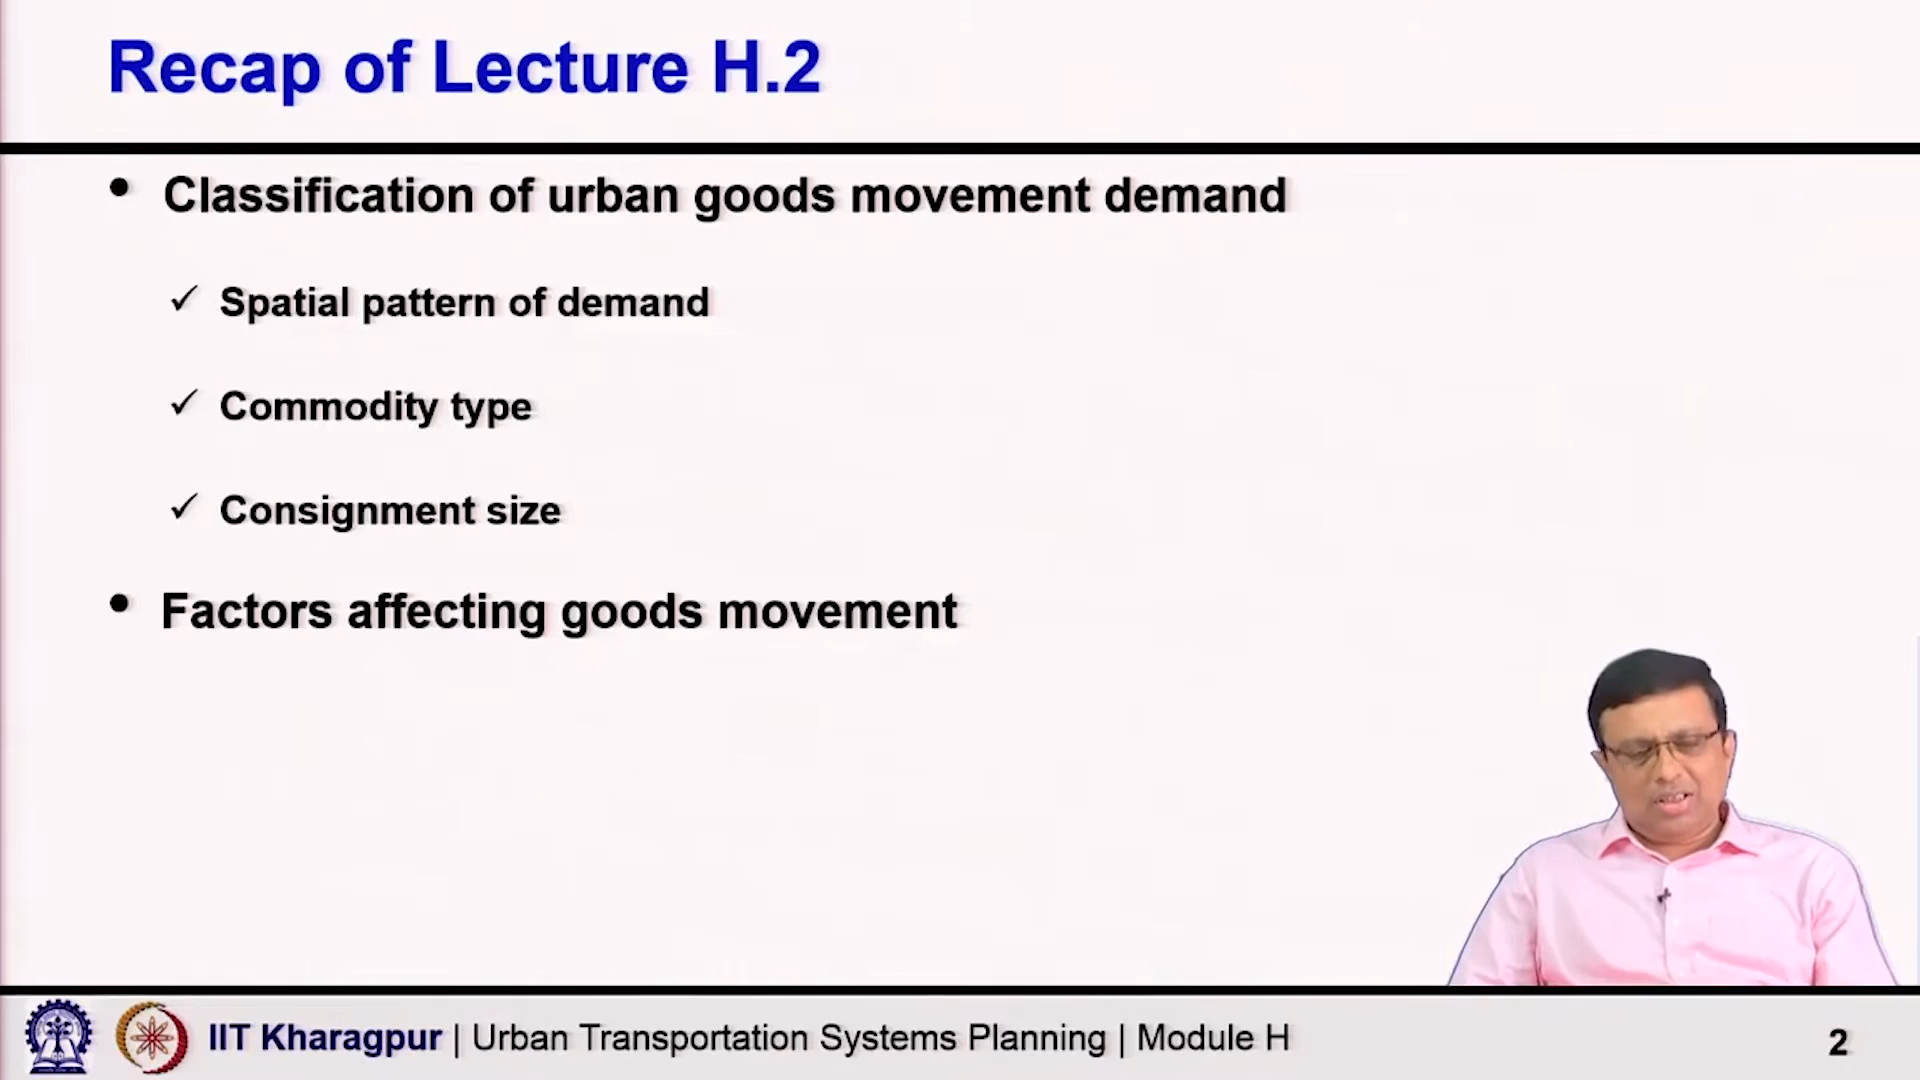 Recap of Lecture H.2
• Classification of urban goods movement demand
✓ Spatial pattern of demand
✓ Commodity type
✓ Consignment size
• Factors affecting goods movement
IIT Kharagpur | Urban Transportation Systems Planning | Module H
2